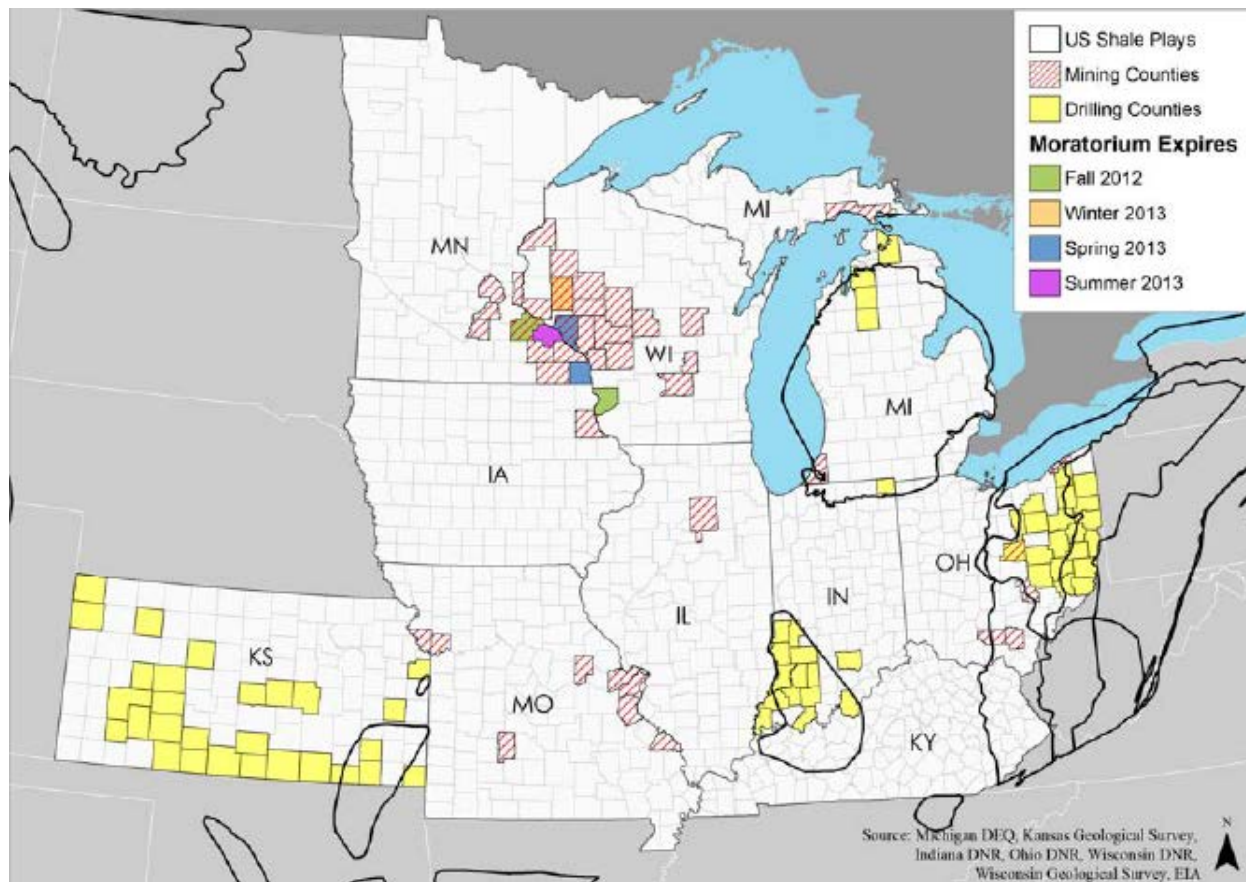 US Shale Plays
Mining Counties
Drilling Counties
Moratorium Expires
Fall 2012
Winter 2013
Spring 2013
Summer 2013
MI
MN
WI
MI
IA
OH
IN
IL
KS
MO
KY
N
Source: Michigan DEQ, Kansas Geological Survey,
Indiana DNR, Ohio DNR, Wisconsin DNR,
Wisconsin Geological Survey, EIA